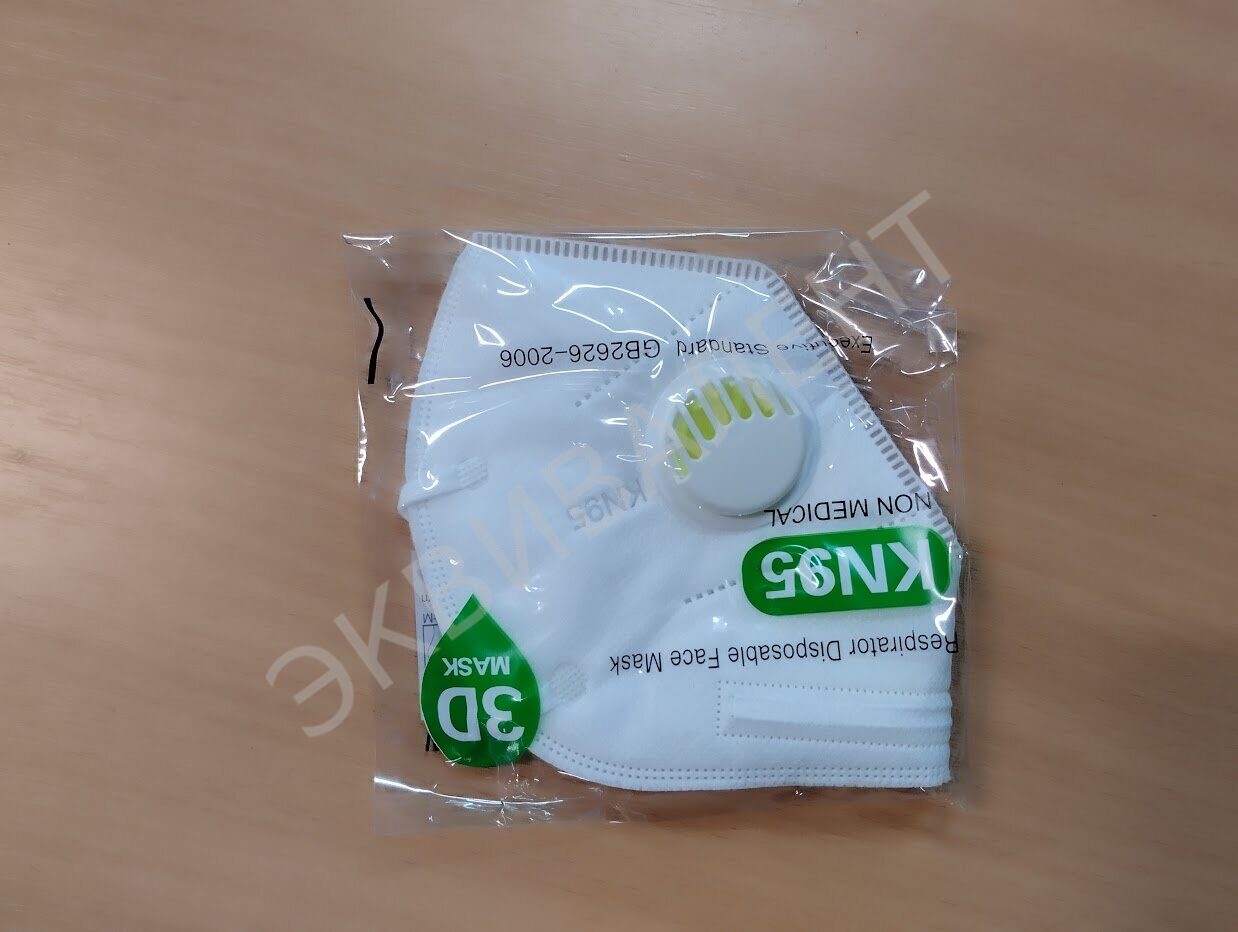 Respirator Disposable Face Mask
KN95
NON MEDICAL
3D
MASK
KN95
Executive Standard GB2626-2006
ЭКВИВАЛЕНТ